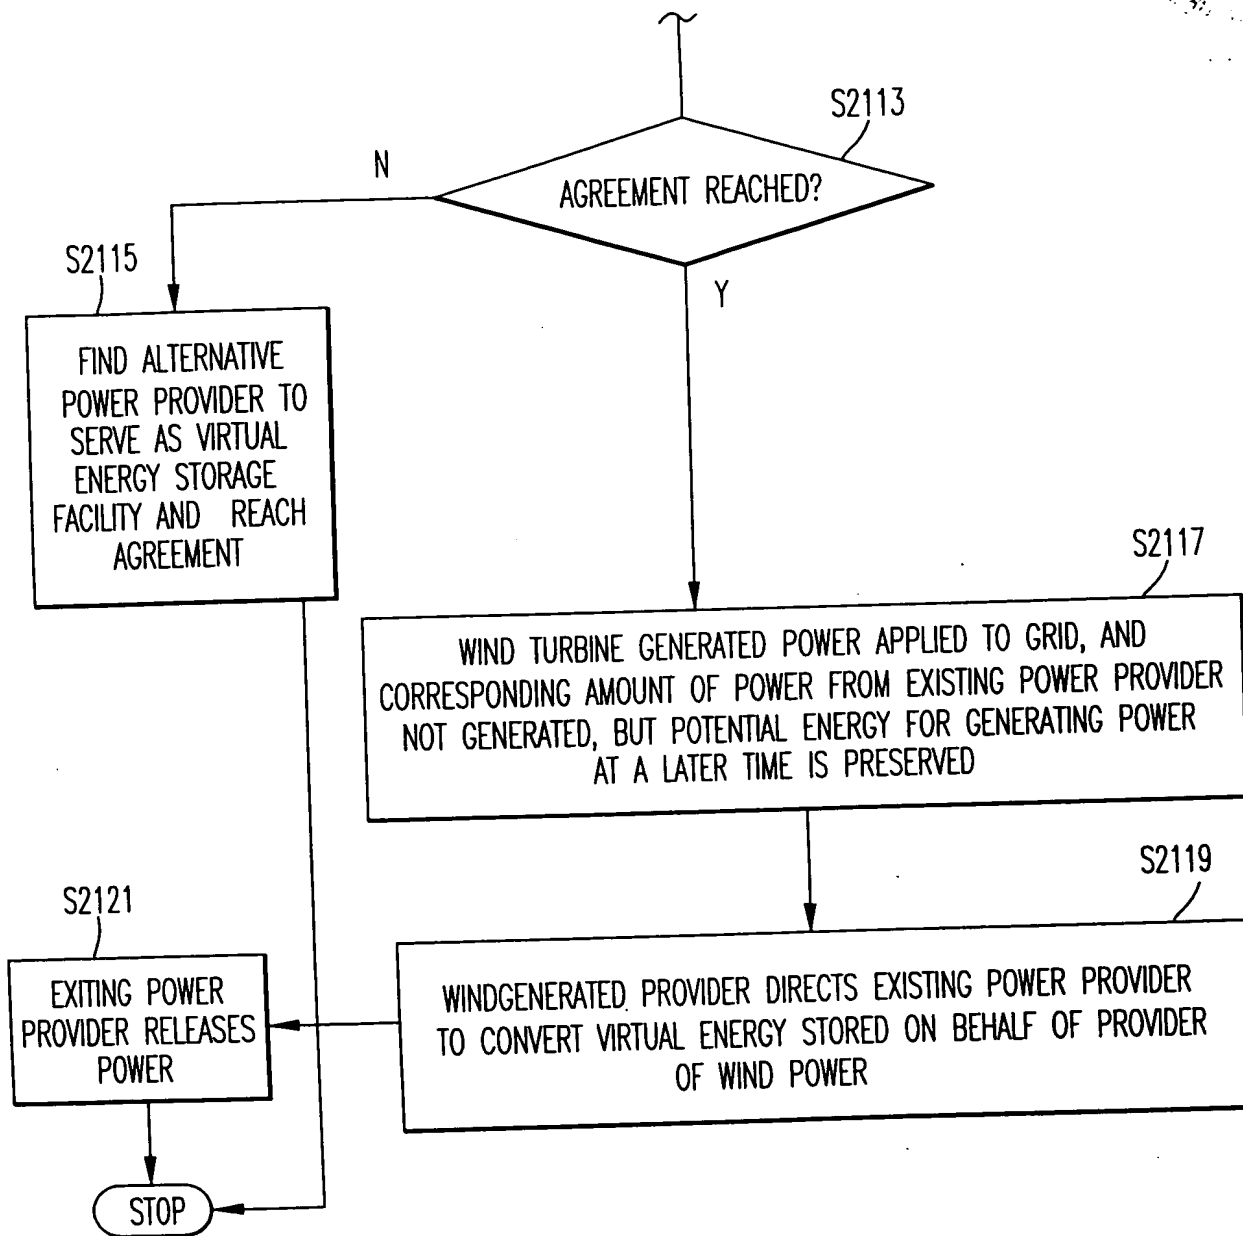 S2113
N
AGREEMENT REACHED?
S2115
Y
FIND ALTERNATIVE
POWER PROVIDER TO
SERVE AS VIRTUAL
ENERGY STORAGE
FACILITY AND REACH
AGREEMENT
S2117
WIND TURBINE GENERATED POWER APPLIED TO GRID, AND
CORRESPONDING AMOUNT OF POWER FROM EXISTING POWER PROVIDER
NOT GENERATED, BUT POTENTIAL ENERGY FOR GENERATING POWER
AT A LATER TIME IS PRESERVED
S2119
WINDGENERATED PROVIDER DIRECTS EXISTING POWER PROVIDER
TO CONVERT VIRTUAL ENERGY STORED ON BEHALF OF PROVIDER
OF WIND POWER
S2121
EXITING POWER
PROVIDER RELEASES
POWER
STOP